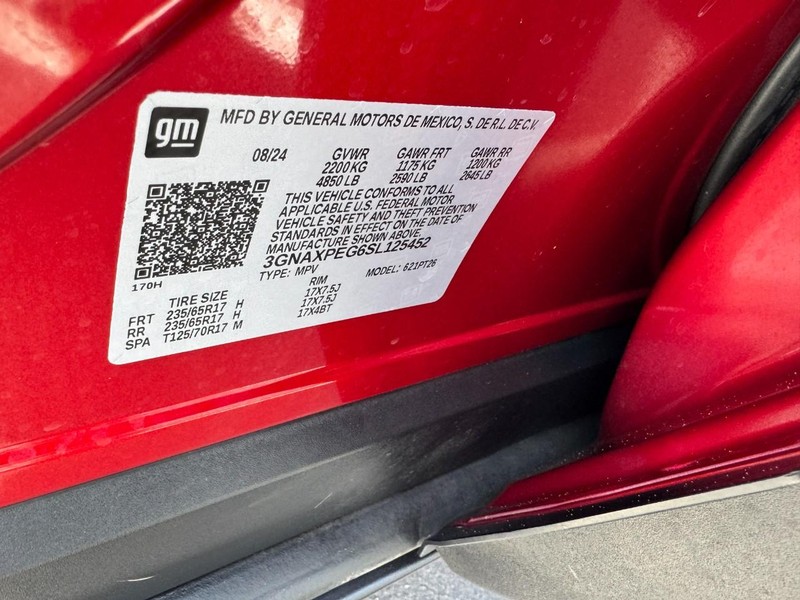 gm
MFD BY GENERAL MOTORS DE MEXICO, S. DE R.L. DE C.V.
08/24 GVWR GAWR FRT GAWR RR
2200 KG 1175 KG 1200 KG
4850 LB 2590 LB 2645 LB
THIS VEHICLE CONFORMS TO ALL
APPLICABLE U.S. FEDERAL MOTOR
VEHICLE SAFETY AND THEFT PREVENTION
STANDARDS IN EFFECT ON THE DATE OF
MANUFACTURE SHOWN ABOVE.
3GNAXPEG6SL125452
170H
TYPE: MPV MODEL: 621PT26
TIRE SIZE RIM
FRT 235/65R17 H 17X7.5J
RR 235/65R17 H 17X7.5J
SPA T125/70R17 M 17X4BT